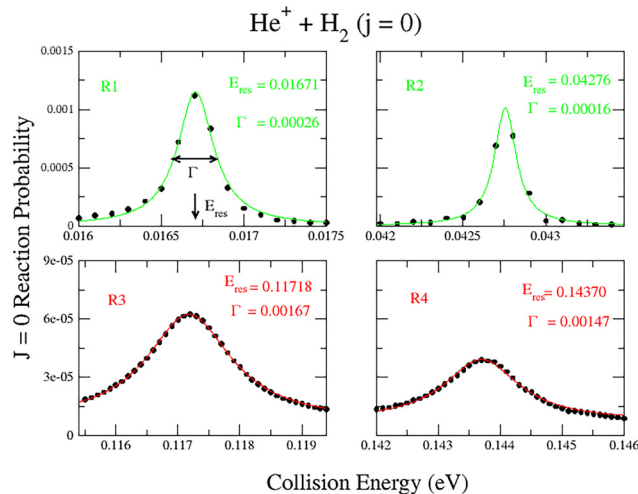 He⁺ + H₂ (j = 0)
J = 0 Reaction Probability
0.0015
0.001
0.0005
0
R1
E_res = 0.01671
Γ = 0.00026
Γ
E_res
0.016 0.0165 0.017 0.0175
R2
E_res = 0.04276
Γ = 0.00016
0.042 0.0425 0.043
9e-05
6e-05
3e-05
0
R3
E_res = 0.11718
Γ = 0.00167
0.116 0.117 0.118 0.119
R4
E_res = 0.14370
Γ = 0.00147
0.142 0.143 0.144 0.145 0.146
Collision Energy (eV)